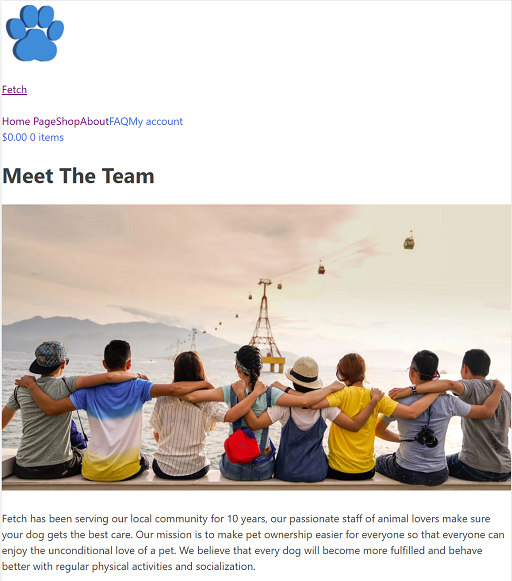 Fetch
Home PageShopAboutFAQMy account
$0.00 0 items
Meet The Team
Fetch has been serving our local community for 10 years, our passionate staff of animal lovers make sure
your dog gets the best care. Our mission is to make pet ownership easier for everyone so that everyone can
enjoy the unconditional love of a pet. We believe that every dog will become more fulfilled and behave
better with regular physical activities and socialization.